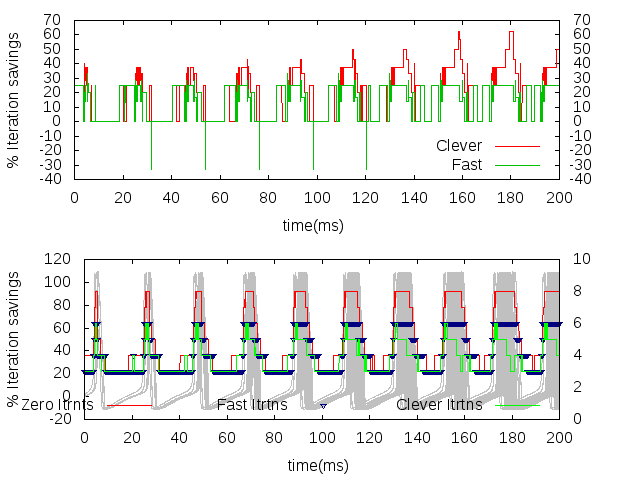 70 70
60 60
50 50
40 40
30 30
20 20
10 10
0 0
-10 -10
-20 -20
-30 -30
-40 -40
% Iteration savings
Clever
Fast
0 20 40 60 80 100 120 140 160 180 200
time(ms)
120 10
100 8
80
60 6
40 4
20 2
0
-20 0
% Iteration savings
Zero Itrnts Fast Itrtns Clever Itrtns
0 20 40 60 80 100 120 140 160 180 200
time(ms)